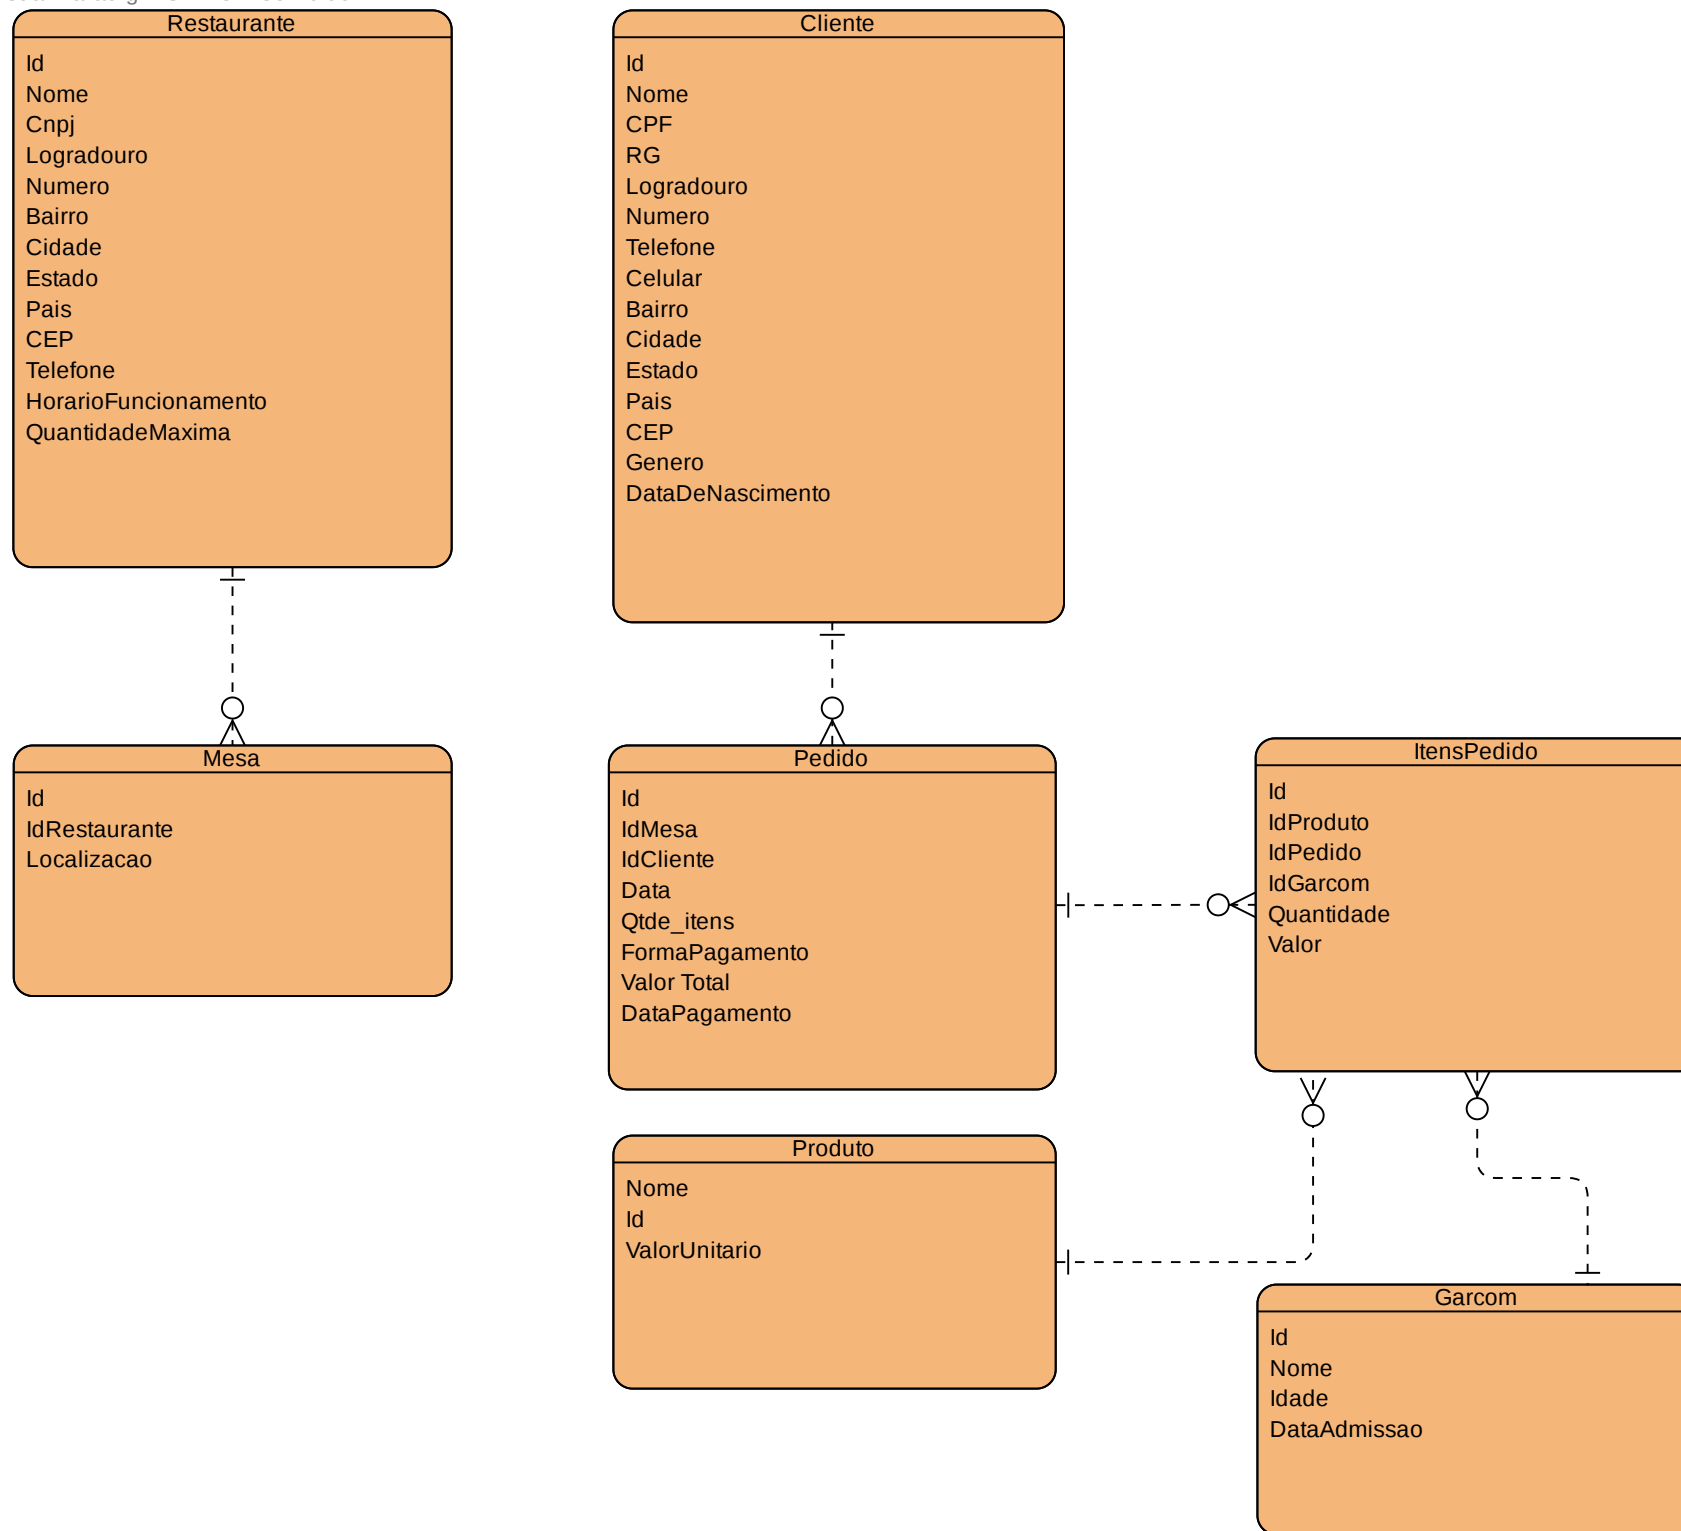 Restaurante
Id
Nome
Cnpj
Logradouro
Numero
Bairro
Cidade
Estado
Pais
CEP
Telefone
HorarioFuncionamento
QuantidadeMaxima
Cliente
Id
Nome
CPF
RG
Logradouro
Numero
Telefone
Celular
Bairro
Cidade
Estado
Pais
CEP
Genero
DataDeNascimento
Mesa
Id
IdRestaurante
Localizacao
Pedido
Id
IdMesa
IdCliente
Data
Qtde_itens
FormaPagamento
Valor Total
DataPagamento
ItensPedido
Id
IdProduto
IdPedido
IdGarcom
Quantidade
Valor
Produto
Nome
Id
ValorUnitario
Garcom
Id
Nome
Idade
DataAdmissao